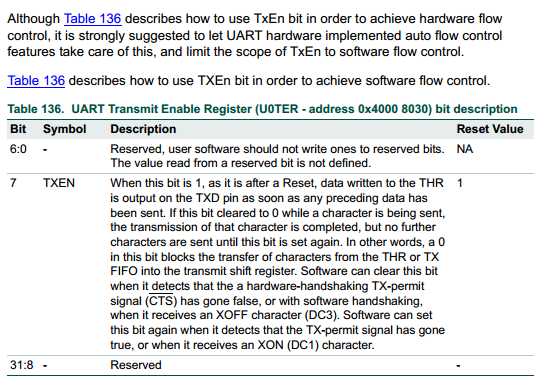 Although Table 136 describes how to use TxEn bit in order to achieve hardware flow
control, it is strongly suggested to let UART hardware implemented auto flow control
features take care of this, and limit the scope of TxEn to software flow control.
Table 136 describes how to use TXEn bit in order to achieve software flow control.
Table 136. UART Transmit Enable Register (U0TER - address 0x4000 8030) bit description
Bit Symbol Description Reset Value
6:0 - Reserved, user software should not write ones to reserved bits. NA
The value read from a reserved bit is not defined.
7 TXEN When this bit is 1, as it is after a Reset, data written to the THR 1
is output on the TXD pin as soon as any preceding data has
been sent. If this bit cleared to 0 while a character is being sent,
the transmission of that character is completed, but no further
characters are sent until this bit is set again. In other words, a 0
in this bit blocks the transfer of characters from the THR or TX
FIFO into the transmit shift register. Software can clear this bit
when it detects that the a hardware-handshaking TX-permit
signal (CTS) has gone false, or with software handshaking,
when it receives an XOFF character (DC3). Software can set
this bit again when it detects that the TX-permit signal has gone
true, or when it receives an XON (DC1) character.
31:8 - Reserved -